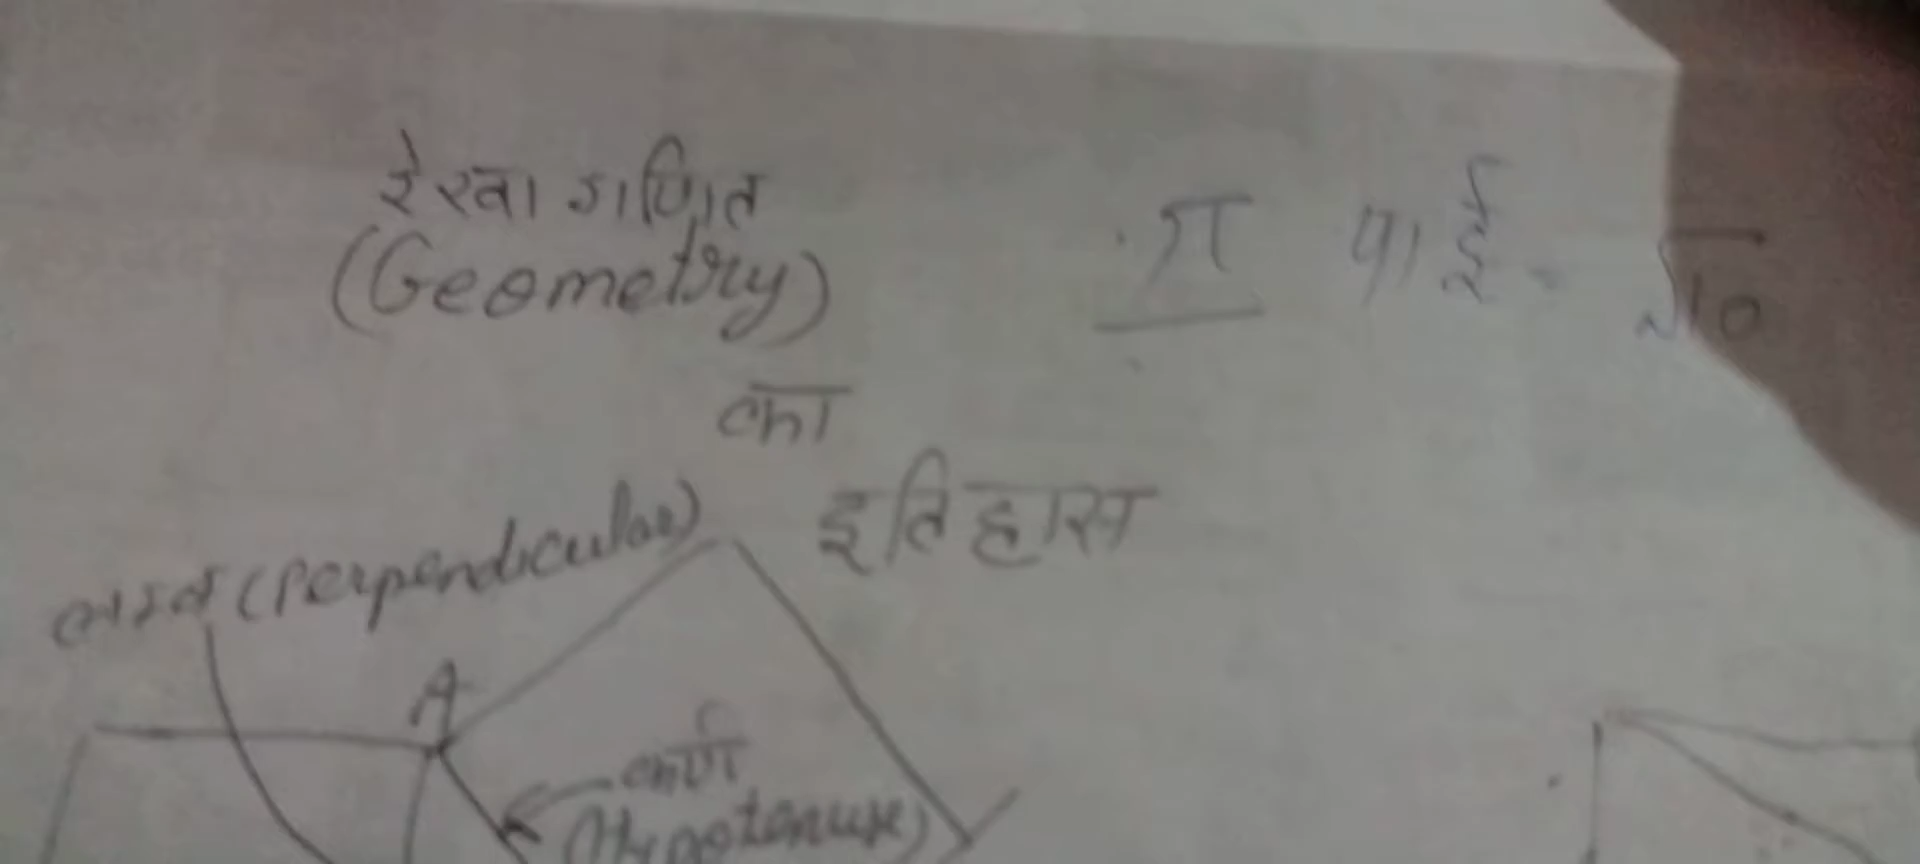 रेखा गणित
(Geometry)
π पाई = √10
का
इतिहास
लम्ब (Perpendicular)
A
कर्ण
(Hypotenuse)